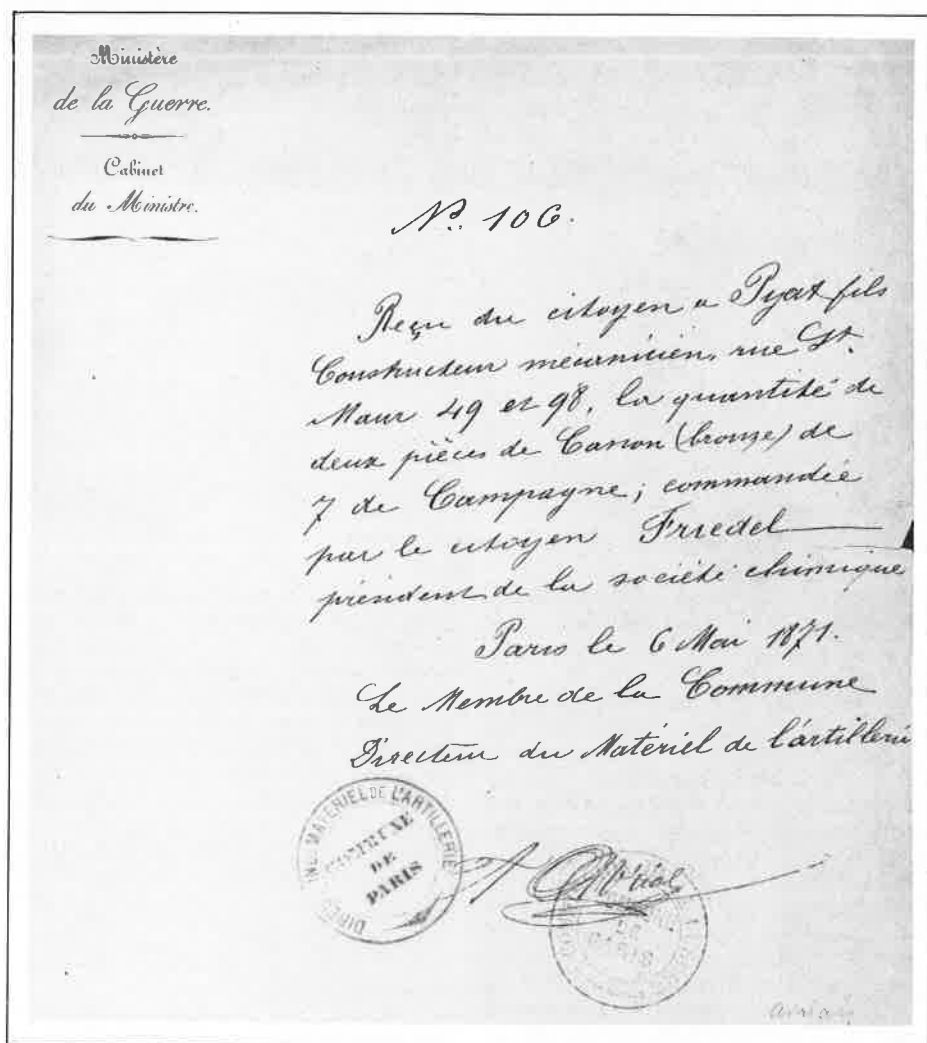 Ministère
de la Guerre.
Cabinet
du Ministre.
Nº. 106.
Reçu du citoyen a Pyat fils
Constructeur mécanicien, rue St.
Maur 49 et 98, la quantité de
deux pièces de Canon (bronze) de
7 de Campagne; commandée
par le citoyen Friedel
président de la société chimique
Paris le 6 Mai 1871.
Le Membre de la Commune
Directeur du Matériel de l'artillerie
MATÉRIEL DE L'ARTILLERIE
COMMUNE
DE
PARIS
DE
PARIS